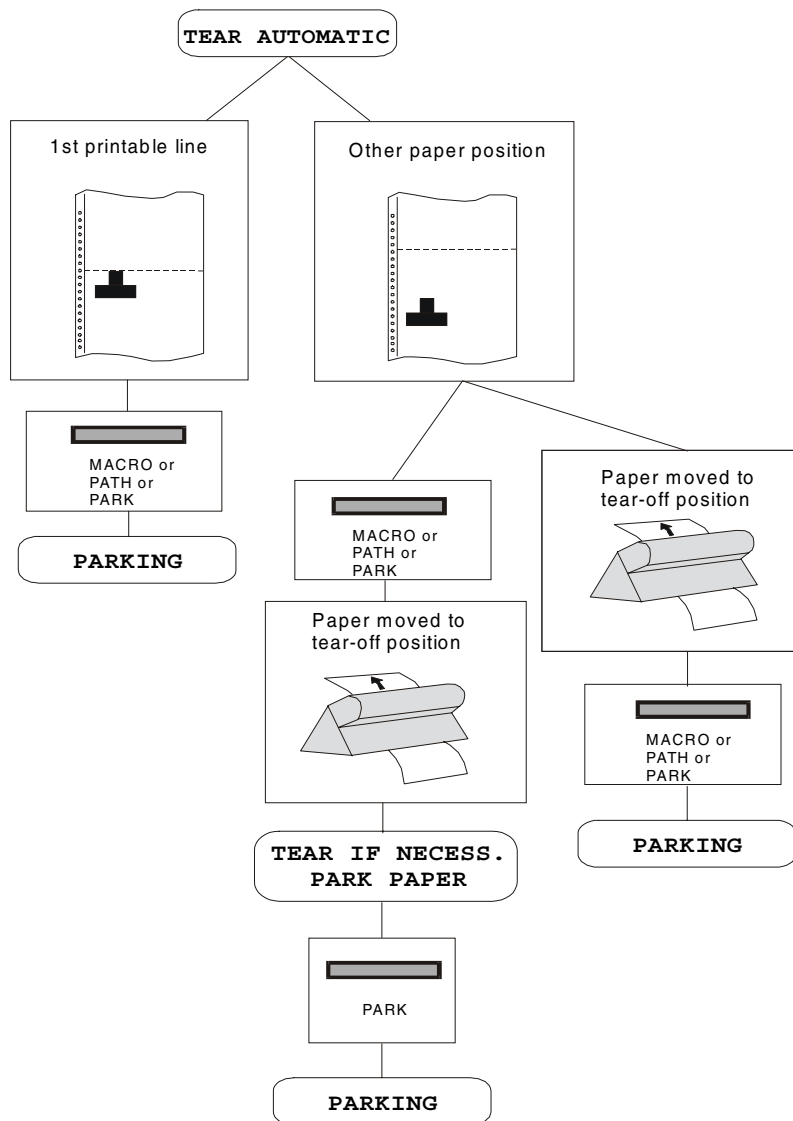 TEAR AUTOMATIC
1st printable line
Other paper position
MACRO or
PATH or
PARK
PARKING
MACRO or
PATH or
PARK
Paper moved to
tear-off position
TEAR IF NECESS.
PARK PAPER
PARK
PARKING
Paper moved to
tear-off position
MACRO or
PATH or
PARK
PARKING